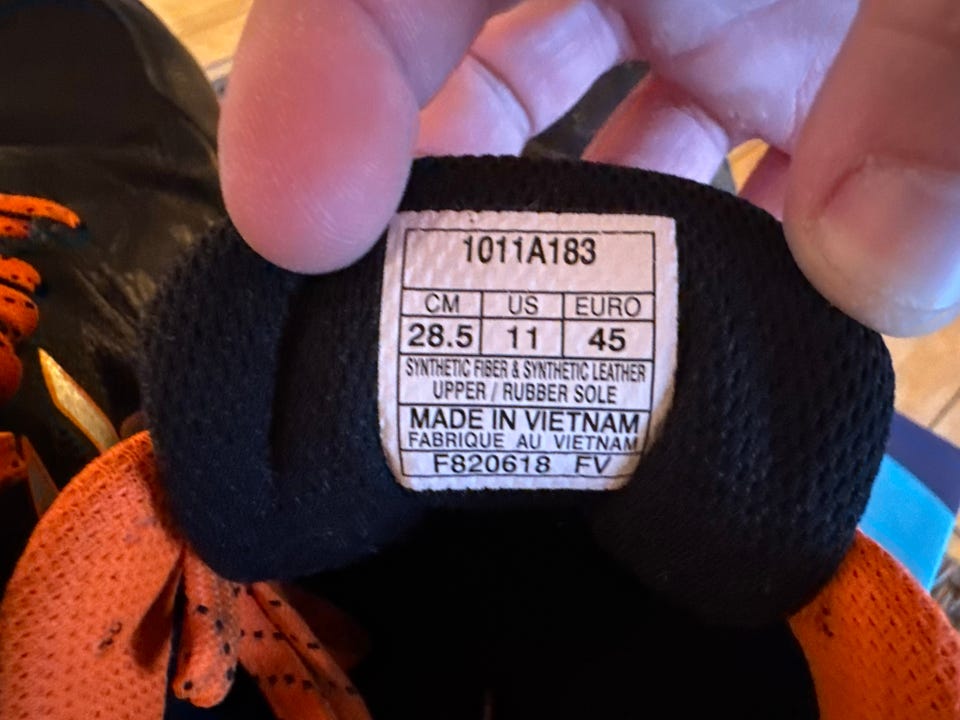 1011A183
CM US EURO
28.5 11 45
SYNTHETIC FIBER & SYNTHETIC LEATHER
UPPER / RUBBER SOLE
MADE IN VIETNAM
FABRIQUE AU VIETNAM
F820618 FV